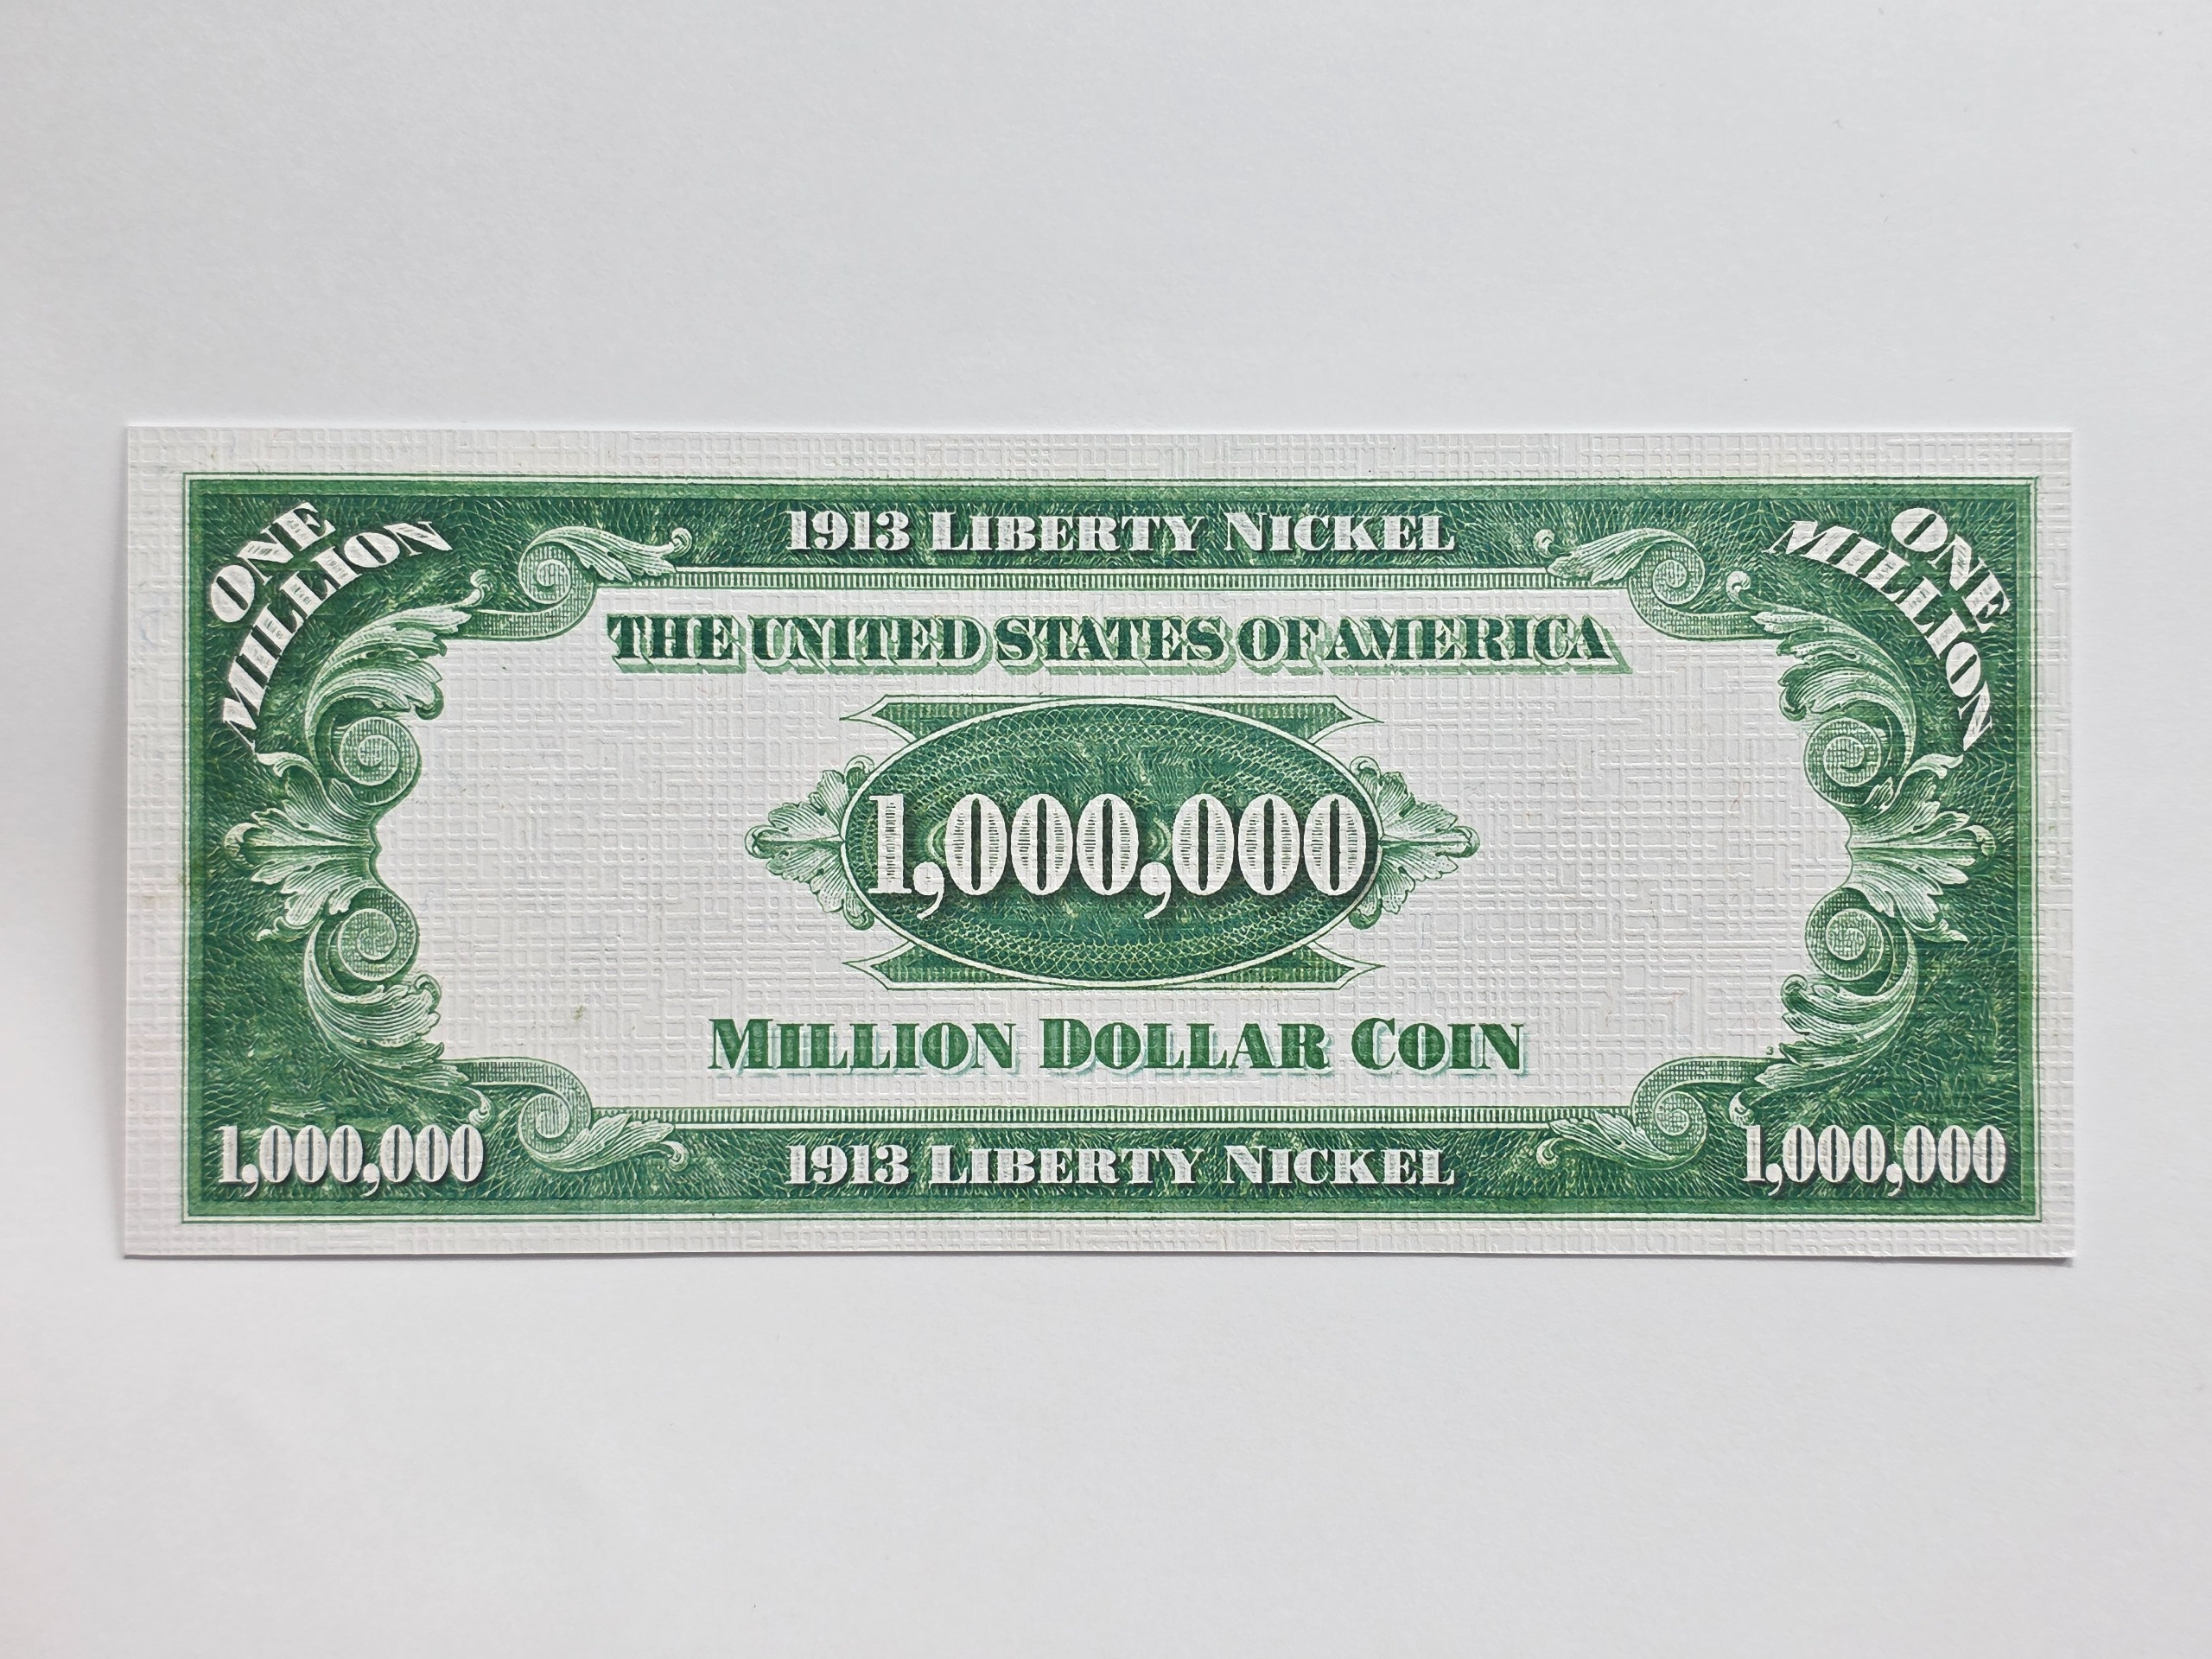 ONE MILLION
1913 LIBERTY NICKEL
ONE MILLION
THE UNITED STATES OF AMERICA
1,000,000
MILLION DOLLAR COIN
1,000,000
1913 LIBERTY NICKEL
1,000,000